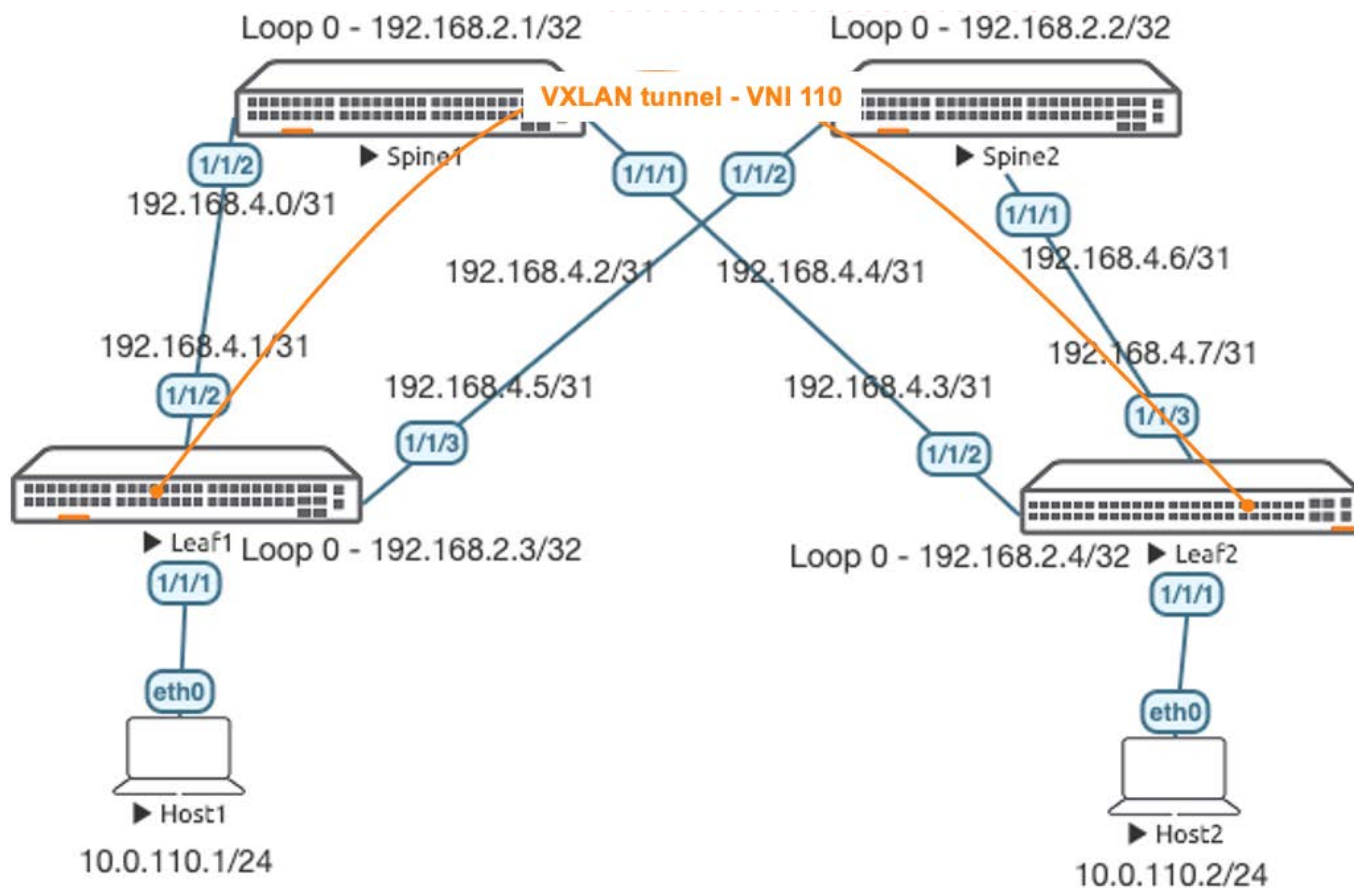 Loop 0 - 192.168.2.1/32
Loop 0 - 192.168.2.2/32
VXLAN tunnel - VNI 110
Spine1
Spine2
1/1/2
1/1/1
1/1/2
1/1/1
192.168.4.0/31
192.168.4.2/31
192.168.4.4/31
192.168.4.6/31
192.168.4.1/31
192.168.4.5/31
192.168.4.3/31
192.168.4.7/31
1/1/2
1/1/3
1/1/2
1/1/3
Leaf1
Loop 0 - 192.168.2.3/32
Loop 0 - 192.168.2.4/32
Leaf2
1/1/1
1/1/1
eth0
eth0
Host1
Host2
10.0.110.1/24
10.0.110.2/24